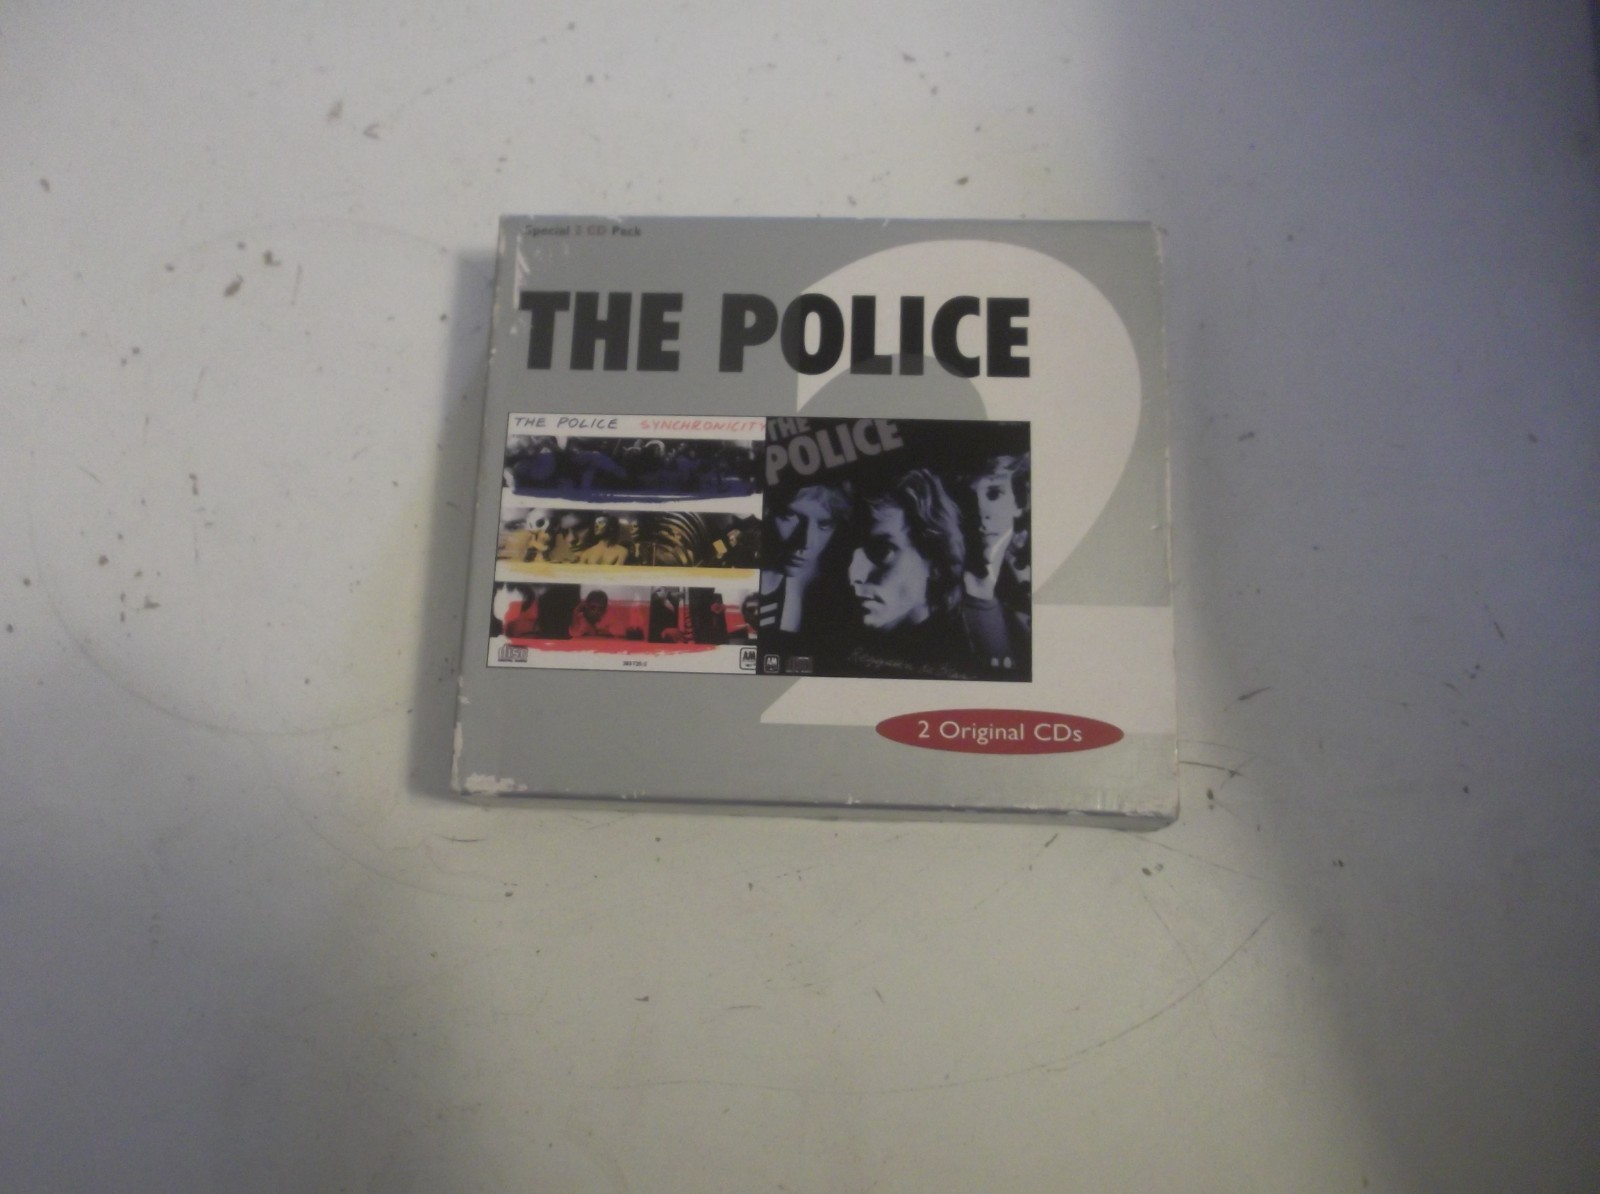 Special 2 CD Pack
THE POLICE
THE POLICE SYNCHRONICITY
THE
POLICE
2 Original CDs